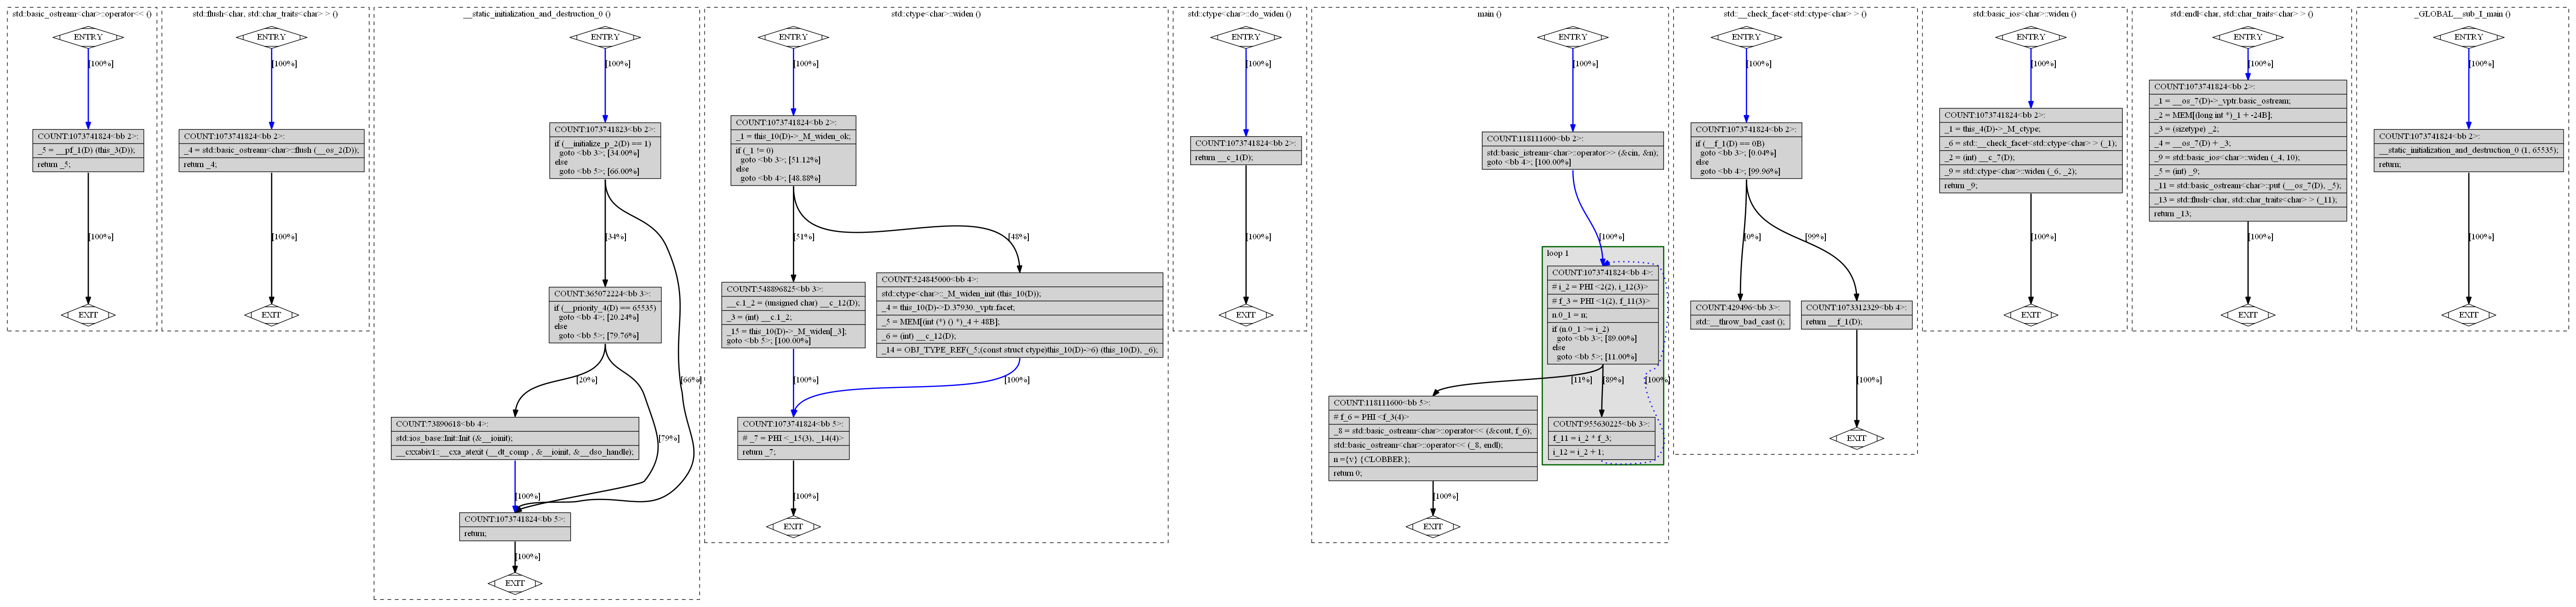 std::basic_ostream<char>::operator<< ()
ENTRY
[100%]
COUNT:1073741824<bb 2>:
_5 = __pf_1(D) (this_3(D));
return _5;
[100%]
EXIT
std::flush<char, std::char_traits<char> > ()
ENTRY
[100%]
COUNT:1073741824<bb 2>:
_4 = std::basic_ostream<char>::flush (__os_2(D));
return _4;
[100%]
EXIT
__static_initialization_and_destruction_0 ()
ENTRY
[100%]
COUNT:1073741823<bb 2>:
if (__initialize_p_2(D) == 1)
goto <bb 3>; [34.00%]
else
goto <bb 5>; [66.00%]
[34%]
COUNT:365072224<bb 3>:
if (__priority_4(D) == 65535)
goto <bb 4>; [20.24%]
else
goto <bb 5>; [79.76%]
[20%]
[66%]
COUNT:73890618<bb 4>:
std::ios_base::Init::Init (&__ioinit);
__cxxabiv1::__cxa_atexit (__dt_comp , &__ioinit, &__dso_handle);
[79%]
[100%]
COUNT:1073741824<bb 5>:
return;
[100%]
EXIT
std::ctype<char>::widen ()
ENTRY
[100%]
COUNT:1073741824<bb 2>:
_1 = this_10(D)->_M_widen_ok;
if (_1 != 0)
goto <bb 3>; [51.12%]
else
goto <bb 4>; [48.88%]
[51%]
[48%]
COUNT:548896825<bb 3>:
__c.1_2 = (unsigned char) __c_12(D);
_3 = (int) __c.1_2;
_15 = this_10(D)->_M_widen[_3];
goto <bb 5>; [100.00%]
COUNT:524845000<bb 4>:
std::ctype<char>::_M_widen_init (this_10(D));
_4 = this_10(D)->D.37930._vptr.facet;
_5 = MEM[(int (*) () *)_4 + 48B];
_6 = (int) __c_12(D);
_14 = OBJ_TYPE_REF(_5;(const struct ctype)this_10(D)->6) (this_10(D), _6);
[100%]
[100%]
COUNT:1073741824<bb 5>:
# _7 = PHI <_15(3), _14(4)>
return _7;
[100%]
EXIT
std::ctype<char>::do_widen ()
ENTRY
[100%]
COUNT:1073741824<bb 2>:
return __c_1(D);
[100%]
EXIT
main ()
ENTRY
[100%]
COUNT:118111600<bb 2>:
std::basic_istream<char>::operator>> (&cin, &n);
goto <bb 4>; [100.00%]
[100%]
loop 1
COUNT:1073741824<bb 4>:
# i_2 = PHI <2(2), i_12(3)>
# f_3 = PHI <1(2), f_11(3)>
n.0_1 = n;
if (n.0_1 >= i_2)
goto <bb 3>; [89.00%]
else
goto <bb 5>; [11.00%]
[11%]
[89%]
[100%]
COUNT:118111600<bb 5>:
# f_6 = PHI <f_3(4)>
_8 = std::basic_ostream<char>::operator<< (&cout, f_6);
std::basic_ostream<char>::operator<< (_8, endl);
n ={v} {CLOBBER};
return 0;
COUNT:955630225<bb 3>:
f_11 = i_2 * f_3;
i_12 = i_2 + 1;
[100%]
EXIT
std::__check_facet<std::ctype<char> > ()
ENTRY
[100%]
COUNT:1073741824<bb 2>:
if (__f_1(D) == 0B)
goto <bb 3>; [0.04%]
else
goto <bb 4>; [99.96%]
[0%]
[99%]
COUNT:429496<bb 3>:
std::__throw_bad_cast ();
COUNT:1073312329<bb 4>:
return __f_1(D);
[100%]
EXIT
std::basic_ios<char>::widen ()
ENTRY
[100%]
COUNT:1073741824<bb 2>:
_1 = this_4(D)->_M_ctype;
_6 = std::__check_facet<std::ctype<char> > (_1);
_2 = (int) __c_7(D);
_9 = std::ctype<char>::widen (_6, _2);
return _9;
[100%]
EXIT
std::endl<char, std::char_traits<char> > ()
ENTRY
[100%]
COUNT:1073741824<bb 2>:
_1 = __os_7(D)->_vptr.basic_ostream;
_2 = MEM[(long int *)_1 + -24B];
_3 = (sizetype) _2;
_4 = __os_7(D) + _3;
_9 = std::basic_ios<char>::widen (_4, 10);
_5 = (int) _9;
_11 = std::basic_ostream<char>::put (__os_7(D), _5);
_13 = std::flush<char, std::char_traits<char> > (_11);
return _13;
[100%]
EXIT
_GLOBAL__sub_I_main ()
ENTRY
[100%]
COUNT:1073741824<bb 2>:
__static_initialization_and_destruction_0 (1, 65535);
return;
[100%]
EXIT